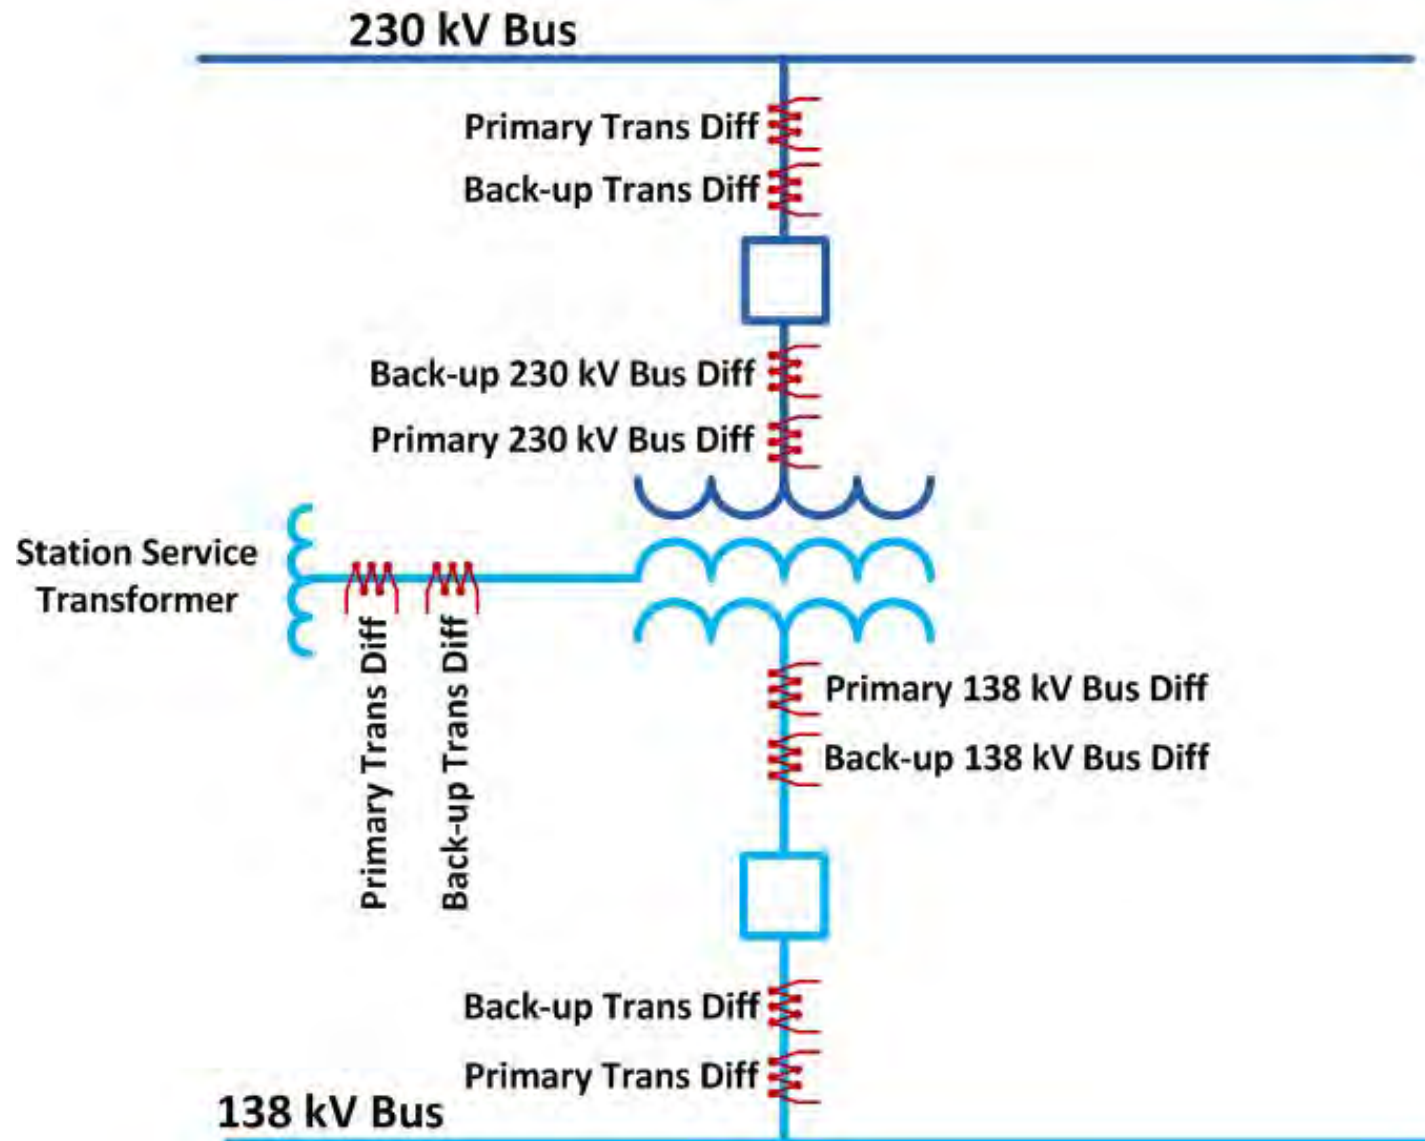 230 kV Bus
Primary Trans Diff
Back-up Trans Diff
Back-up 230 kV Bus Diff
Primary 230 kV Bus Diff
Station Service
Transformer
Primary Trans Diff
Back-up Trans Diff
Primary 138 kV Bus Diff
Back-up 138 kV Bus Diff
Back-up Trans Diff
Primary Trans Diff
138 kV Bus